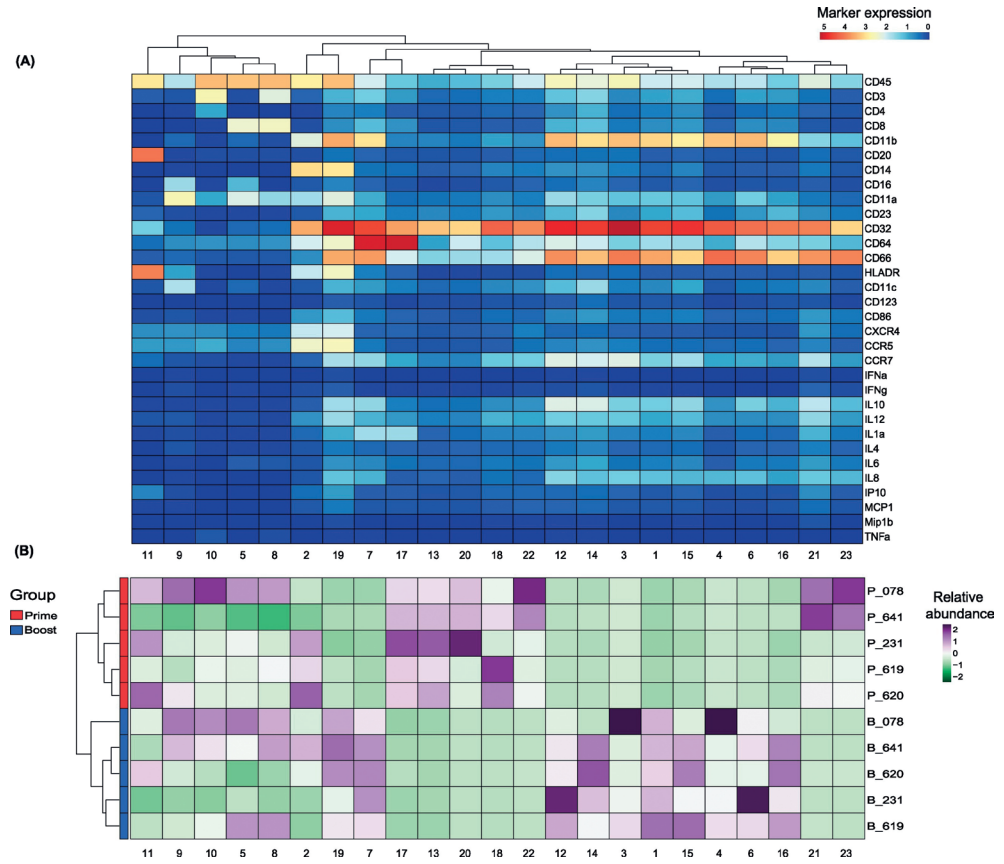 Marker expression
5 4 3 2 1 0
(A)
CD45
CD3
CD4
CD8
CD11b
CD20
CD14
CD16
CD11a
CD23
CD32
CD64
CD66
HLADR
CD11c
CD123
CD86
CXCR4
CCR5
CCR7
IFNa
IFNg
IL10
IL12
IL1a
IL4
IL6
IL8
IP10
MCP1
Mip1b
TNFa
11 9 10 5 8 2 19 7 17 13 20 18 22 12 14 3 1 15 4 6 16 21 23
(B)
Group
Prime
Boost
P_078
P_641
P_231
P_619
P_620
B_078
B_641
B_620
B_231
B_619
Relative
abundance
2
1
0
-1
-2
11 9 10 5 8 2 19 7 17 13 20 18 22 12 14 3 1 15 4 6 16 21 23